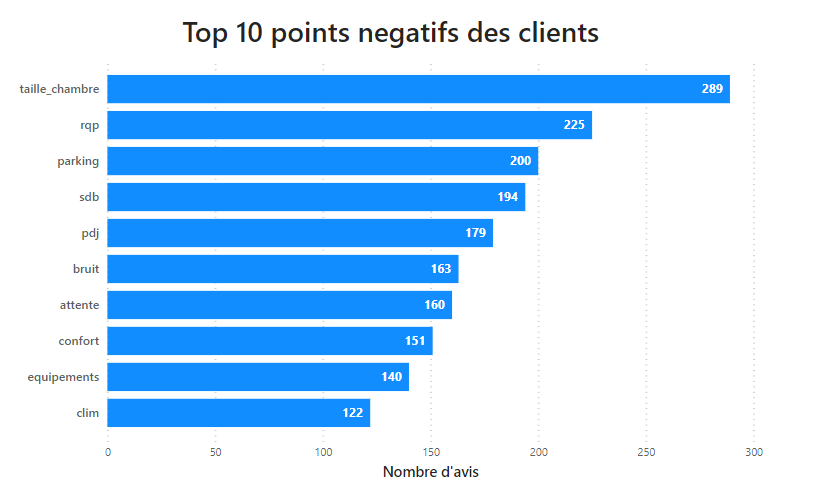 Top 10 points negatifs des clients
taille_chambre 289
rqp 225
parking 200
sdb 194
pdj 179
bruit 163
attente 160
confort 151
equipements 140
clim 122
0 50 100 150 200 250 300
Nombre d'avis